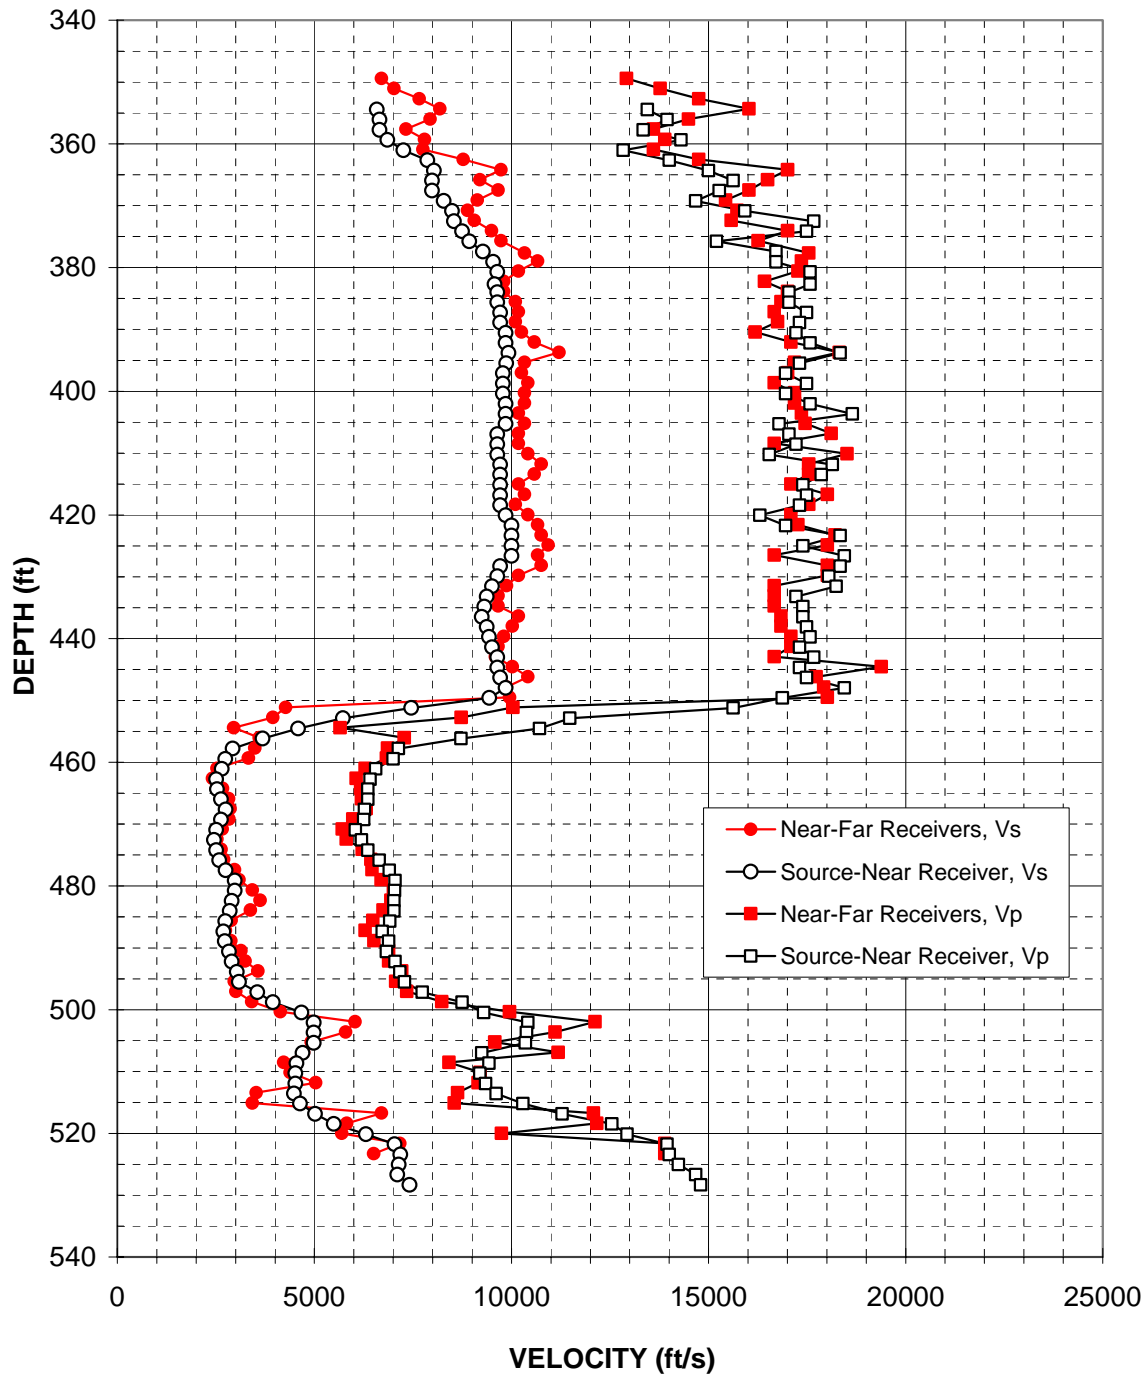 340
360
380
400
420
440
460
480
500
520
540
DEPTH (ft)
Near-Far Receivers, Vs
Source-Near Receiver, Vs
Near-Far Receivers, Vp
Source-Near Receiver, Vp
0 5000 10000 15000 20000 25000
VELOCITY (ft/s)